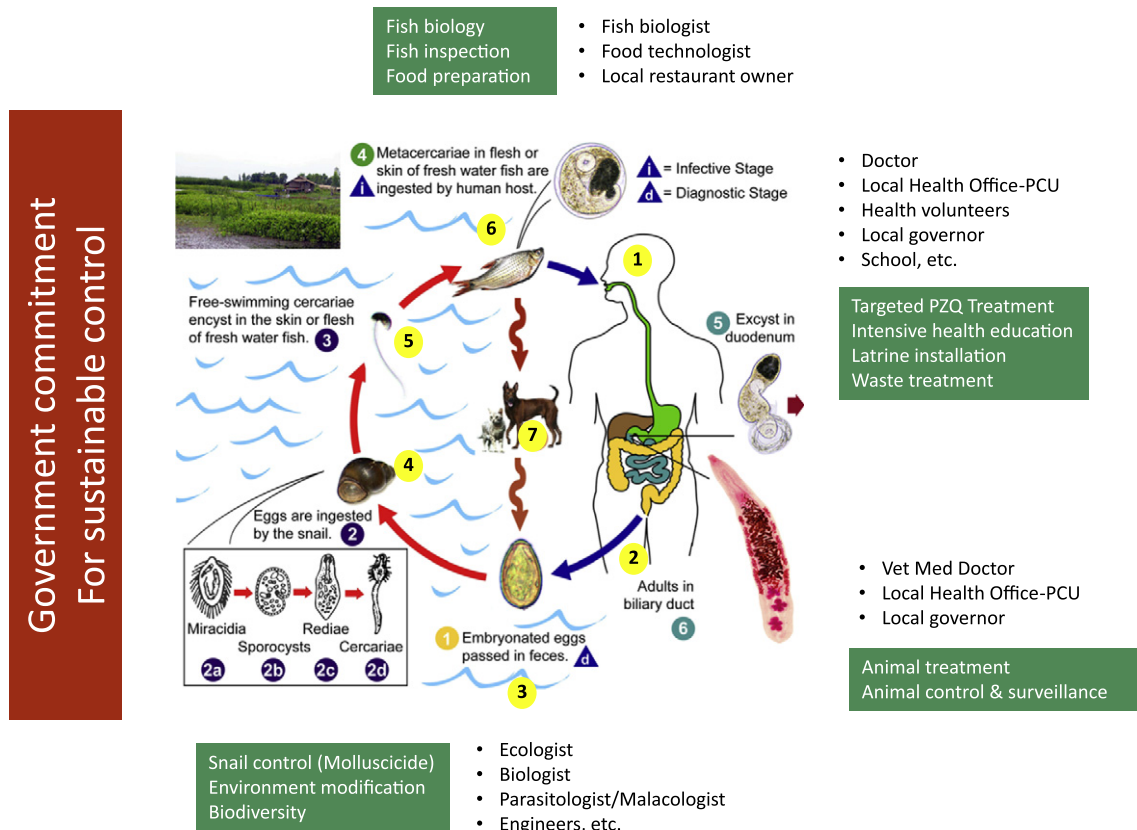 Fish biology
Fish inspection
Food preparation
• Fish biologist
• Food technologist
• Local restaurant owner
Government commitment
For sustainable control
4 Metacercariae in flesh or
skin of fresh water fish are
i ingested by human host.
i = Infective Stage
d = Diagnostic Stage
6
1
Free-swimming cercariae
encyst in the skin or flesh
of fresh water fish. 3
5
5 Excyst in
duodenum
7
4
Eggs are ingested
by the snail. 2
2
Adults in
biliary duct
6
Miracidia
Sporocysts
Rediae
Cercariae
2a
2b
2c
2d
1 Embryonated eggs
passed in feces. d
3
• Doctor
• Local Health Office-PCU
• Health volunteers
• Local governor
• School, etc.
Targeted PZQ Treatment
Intensive health education
Latrine installation
Waste treatment
• Vet Med Doctor
• Local Health Office-PCU
• Local governor
Animal treatment
Animal control & surveillance
Snail control (Molluscicide)
Environment modification
Biodiversity
• Ecologist
• Biologist
• Parasitologist/Malacologist
• Engineers, etc.